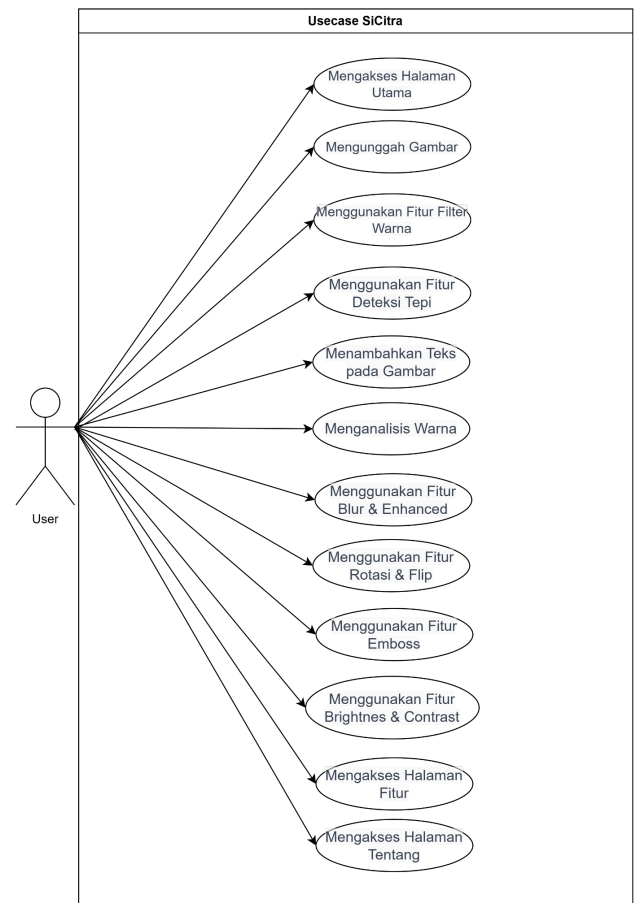 Usecase SiCitra
Mengakses Halaman
Utama
Mengunggah Gambar
Menggunakan Fitur Filter
Warna
Menggunakan Fitur
Deteksi Tepi
Menambahkan Teks
pada Gambar
Menganalisis Warna
User
Menggunakan Fitur
Blur & Enhanced
Menggunakan Fitur
Rotasi & Flip
Menggunakan Fitur
Emboss
Menggunakan Fitur
Brightnes & Contrast
Mengakses Halaman
Fitur
Mengakses Halaman
Tentang